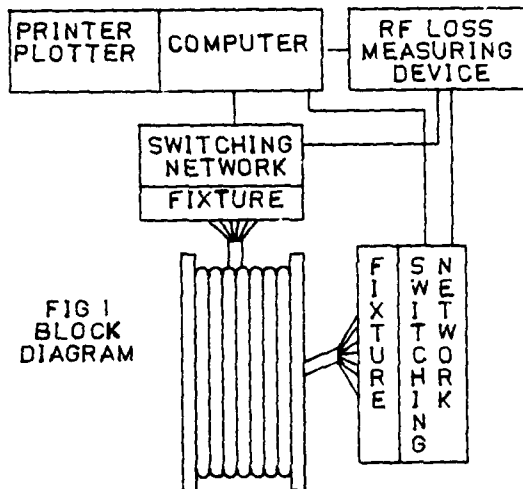 PRINTER
PLOTTER
COMPUTER
RF LOSS
MEASURING
DEVICE
SWITCHING
NETWORK
FIXTURE
FIG 1
BLOCK
DIAGRAM
FIXTURE
SWITCHING
NETWORK